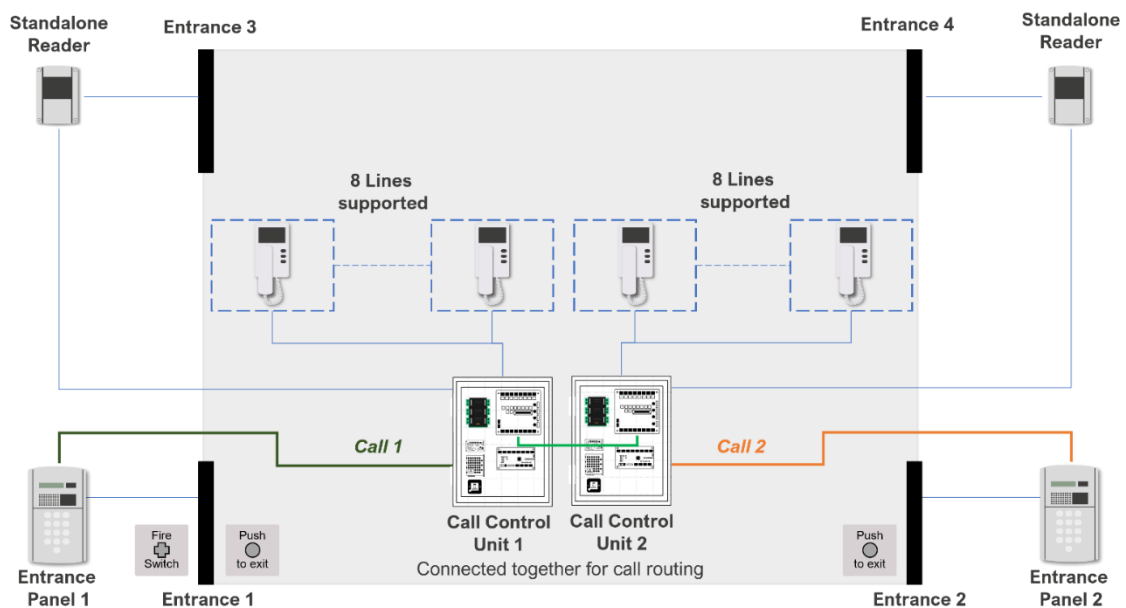 Standalone
Reader
Entrance 3
Entrance 4
Standalone
Reader
8 Lines
supported
8 Lines
supported
Call 1
Call 2
Fire
Switch
Push
to exit
Call Control
Unit 1
Call Control
Unit 2
Connected together for call routing
Push
to exit
Entrance
Panel 1
Entrance 1
Entrance 2
Entrance
Panel 2